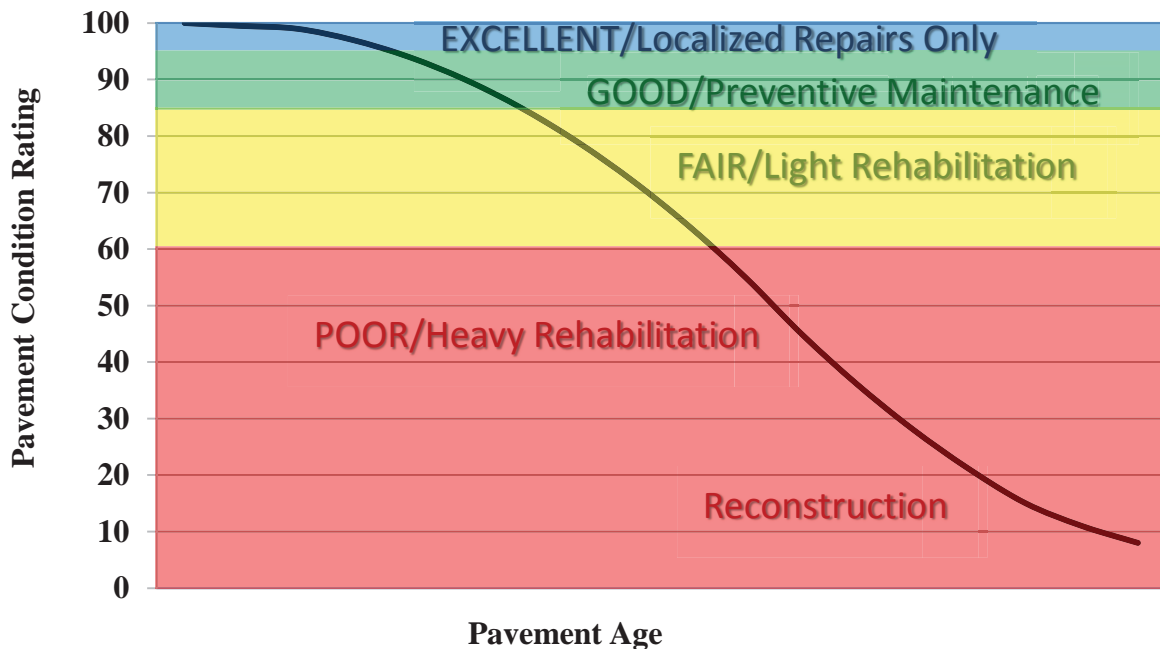 Pavement Condition Rating
100
90
80
70
60
50
40
30
20
10
0
EXCELLENT/Localized Repairs Only
GOOD/Preventive Maintenance
FAIR/Light Rehabilitation
POOR/Heavy Rehabilitation
Reconstruction
Pavement Age